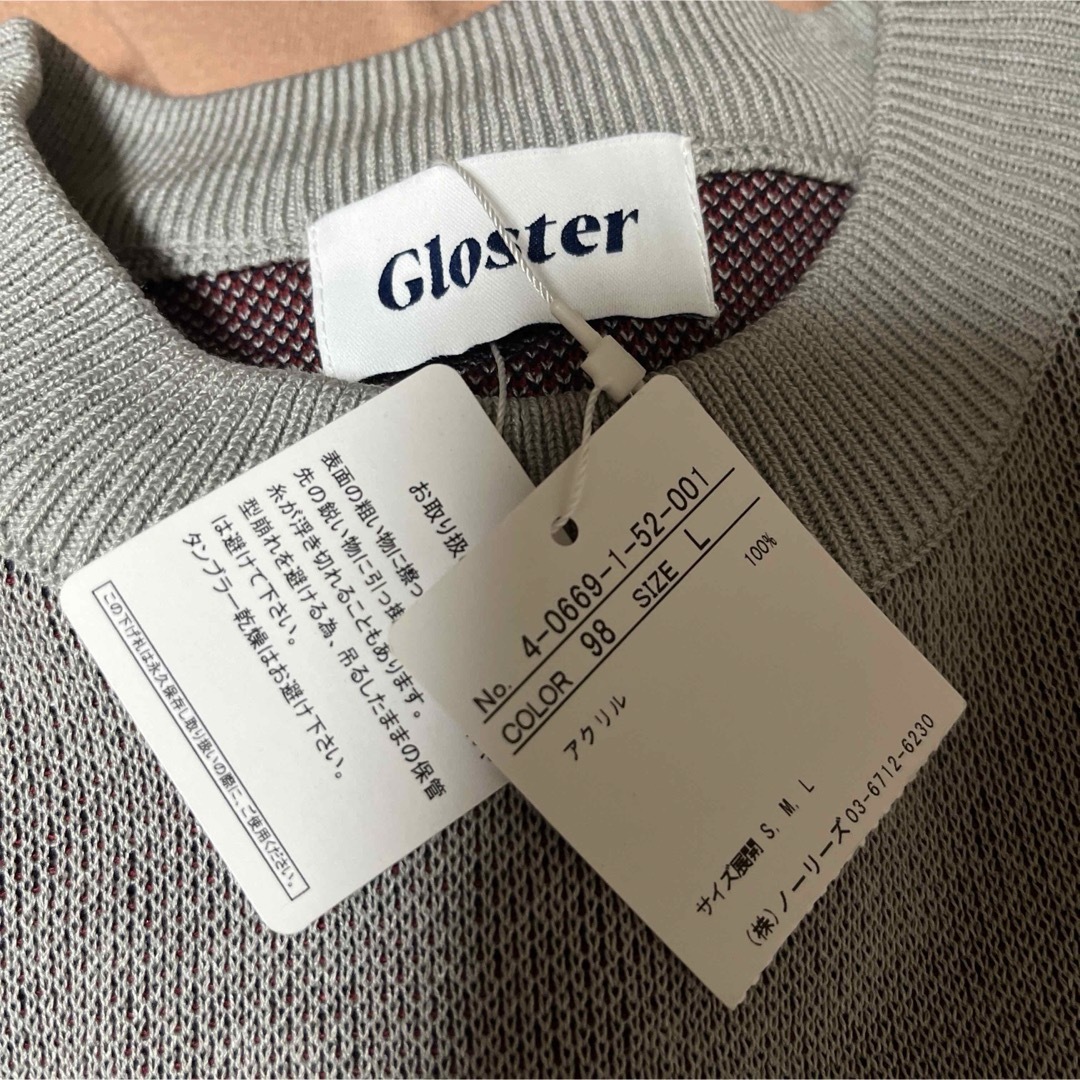 Gloster
お取り扱
表面の粗い物に擦っ
先の鋭い物に引っ掛
糸が浮き切れることもあります。
型崩れを避ける為、吊るしたままの保管
は避けて下さい。
タンブラー乾燥はお避け下さい。
この下げ札は永久保存し取り扱いの際に、ご使用ください。
No. 4-0669-1-52-001
COLOR 98 SIZE L
アクリル 100%
サイズ展開 S, M, L
(株)ノーリーズ 03-6712-6230